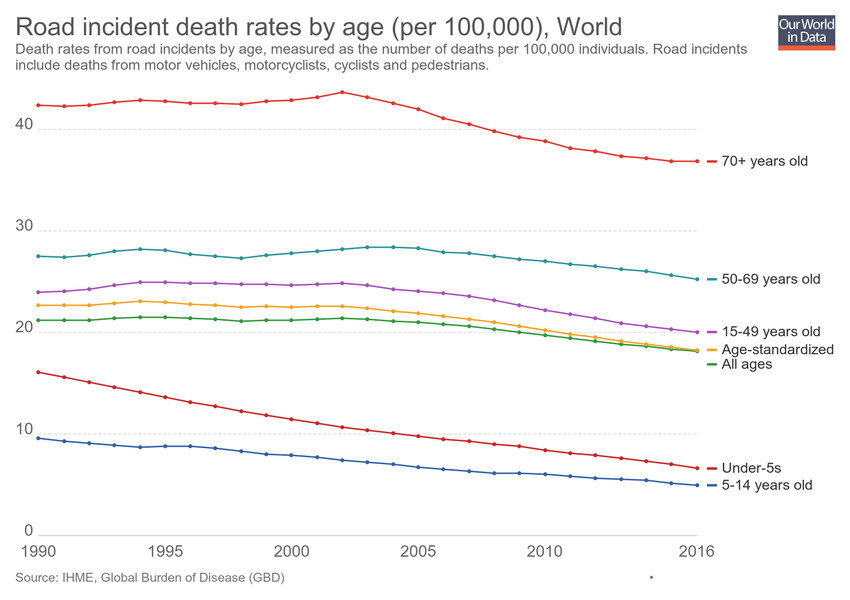 Road incident death rates by age (per 100,000), World
Our World
in Data
Death rates from road incidents by age, measured as the number of deaths per 100,000 individuals. Road incidents
include deaths from motor vehicles, motorcyclists, cyclists and pedestrians.
40
70+ years old
30
50-69 years old
20
15-49 years old
Age-standardized
All ages
10
Under-5s
5-14 years old
0
1990 1995 2000 2005 2010 2016
Source: IHME, Global Burden of Disease (GBD)